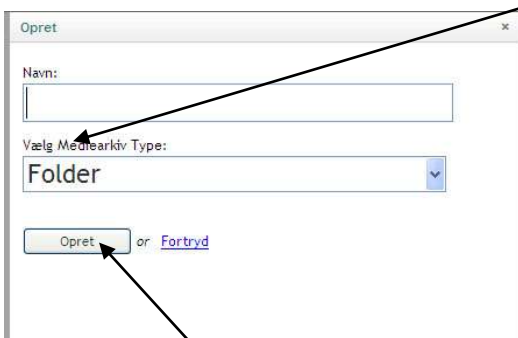 Opret
Navn:
Vælg Mediearkiv Type:
Folder
Opret or Fortryd